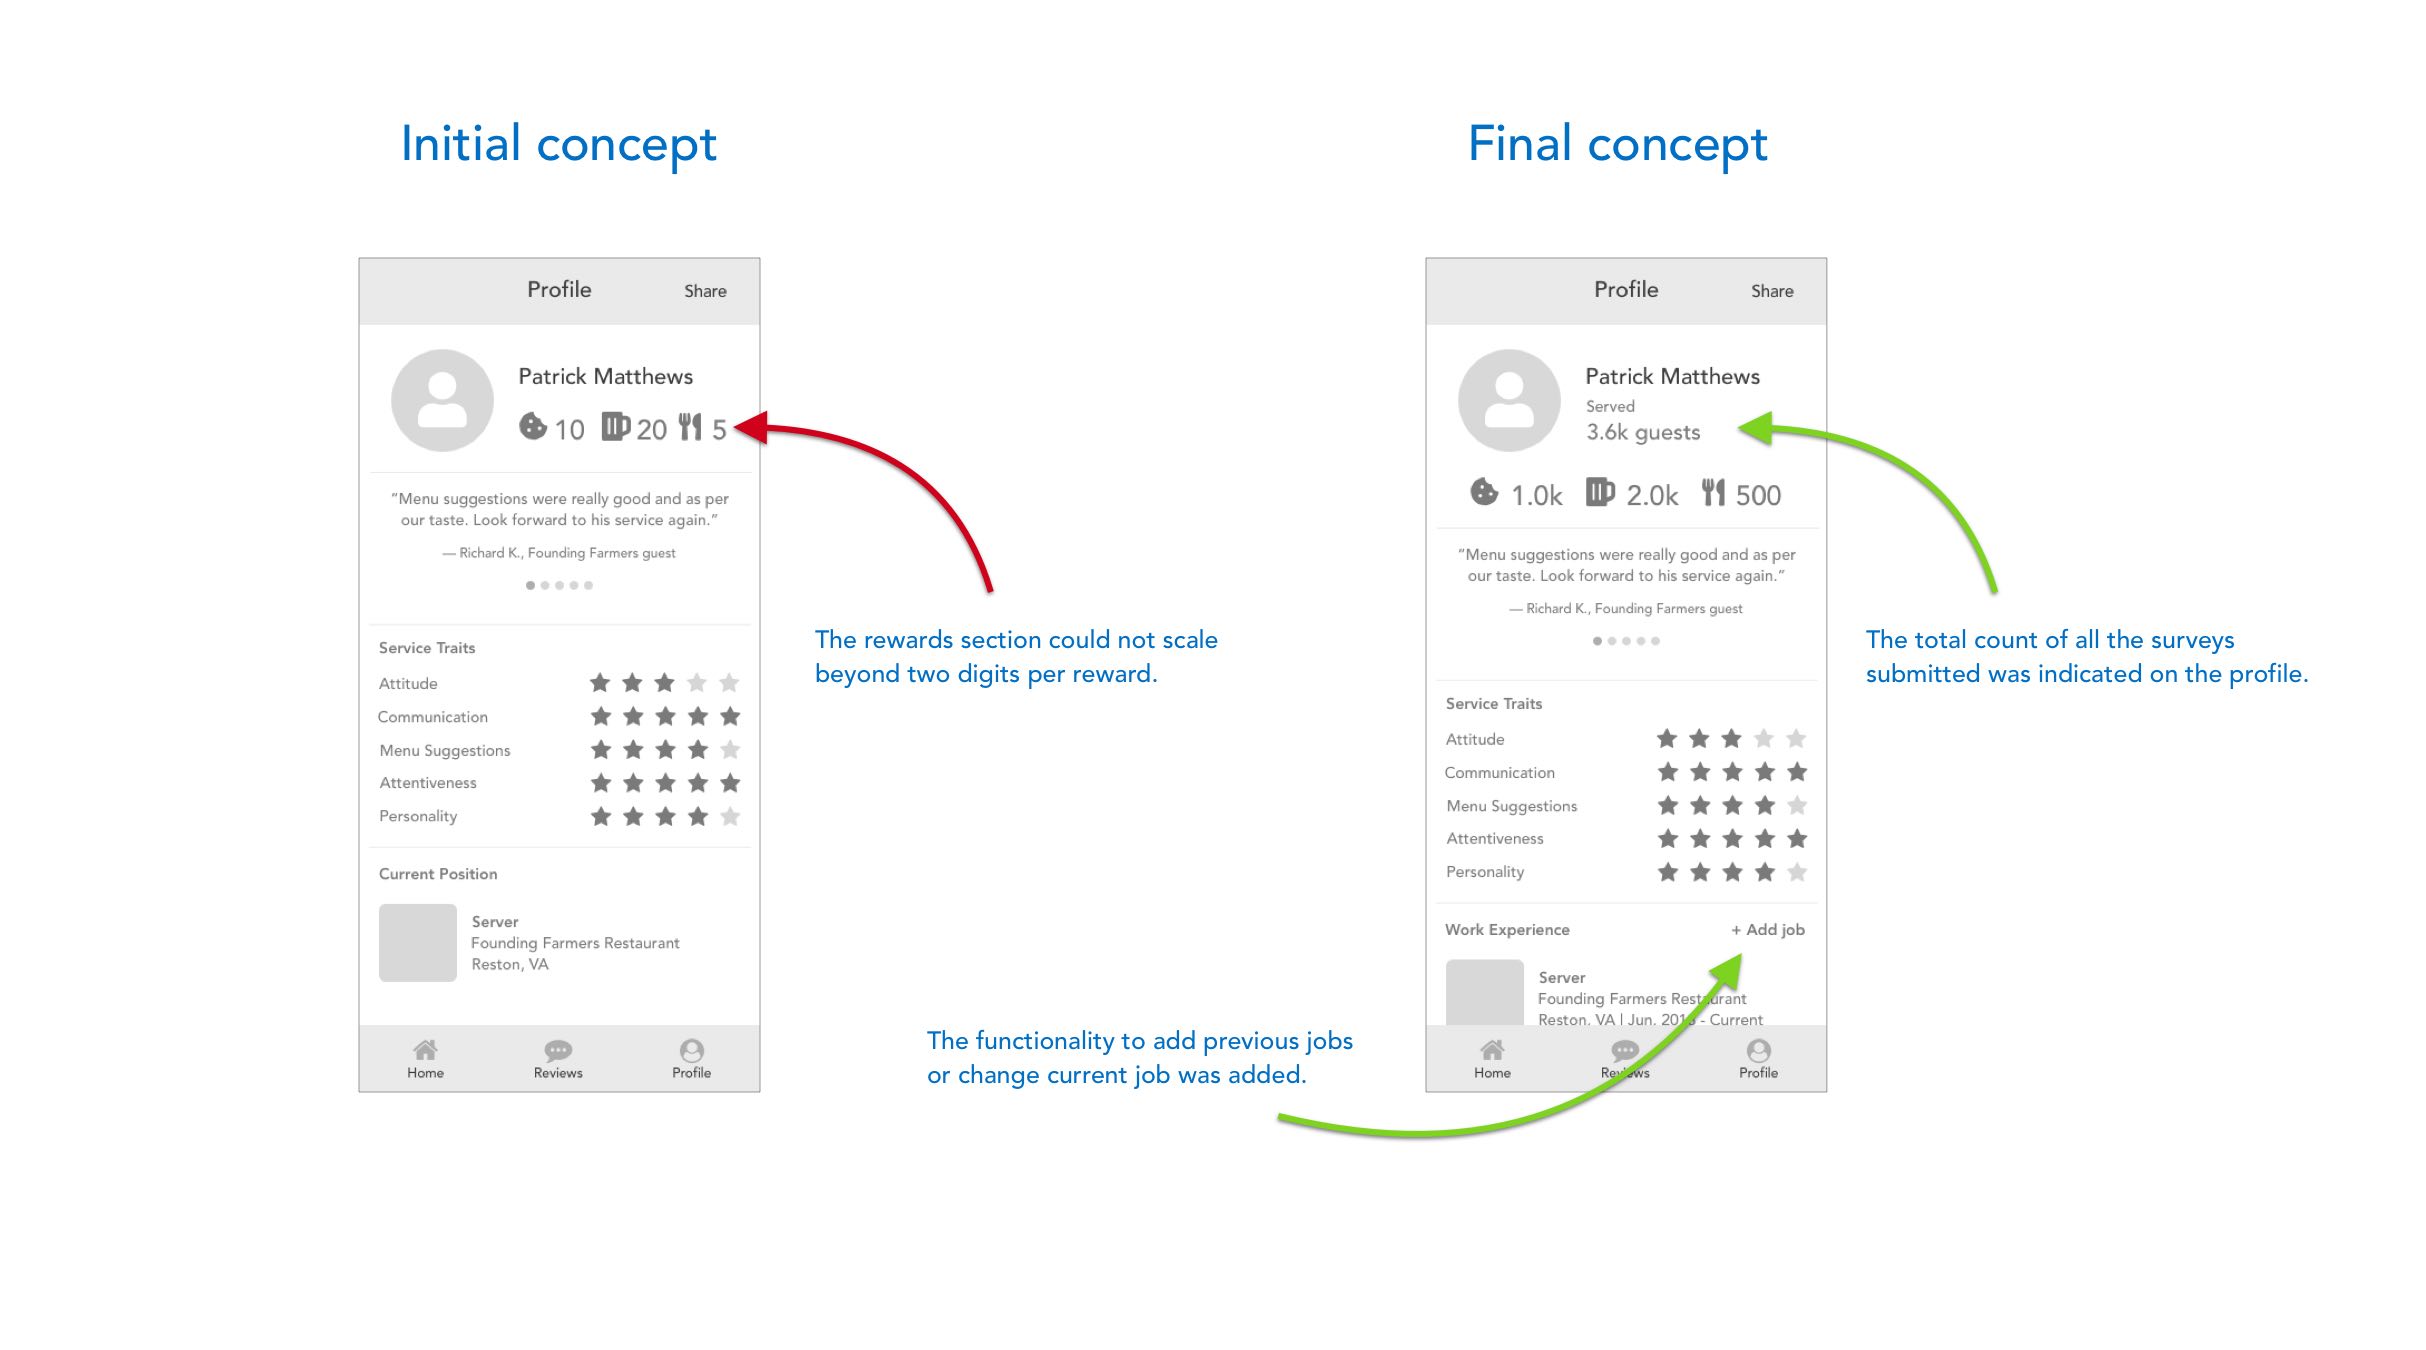 Initial concept
Profile
Share
Patrick Matthews
10
20
5
“Menu suggestions were really good and as per
our taste. Look forward to his service again.”
— Richard K., Founding Farmers guest
Service Traits
Attitude
Communication
Menu Suggestions
Attentiveness
Personality
Current Position
Server
Founding Farmers Restaurant
Reston, VA
Home
Reviews
Profile
The rewards section could not scale
beyond two digits per reward.
The functionality to add previous jobs
or change current job was added.
Final concept
Profile
Share
Patrick Matthews
Served
3.6k guests
1.0k
2.0k
500
“Menu suggestions were really good and as per
our taste. Look forward to his service again.”
— Richard K., Founding Farmers guest
Service Traits
Attitude
Communication
Menu Suggestions
Attentiveness
Personality
Work Experience
+ Add job
Server
Founding Farmers Restaurant
Reston, VA | Jun. - Current
Home
Reviews
Profile
The total count of all the surveys
submitted was indicated on the profile.